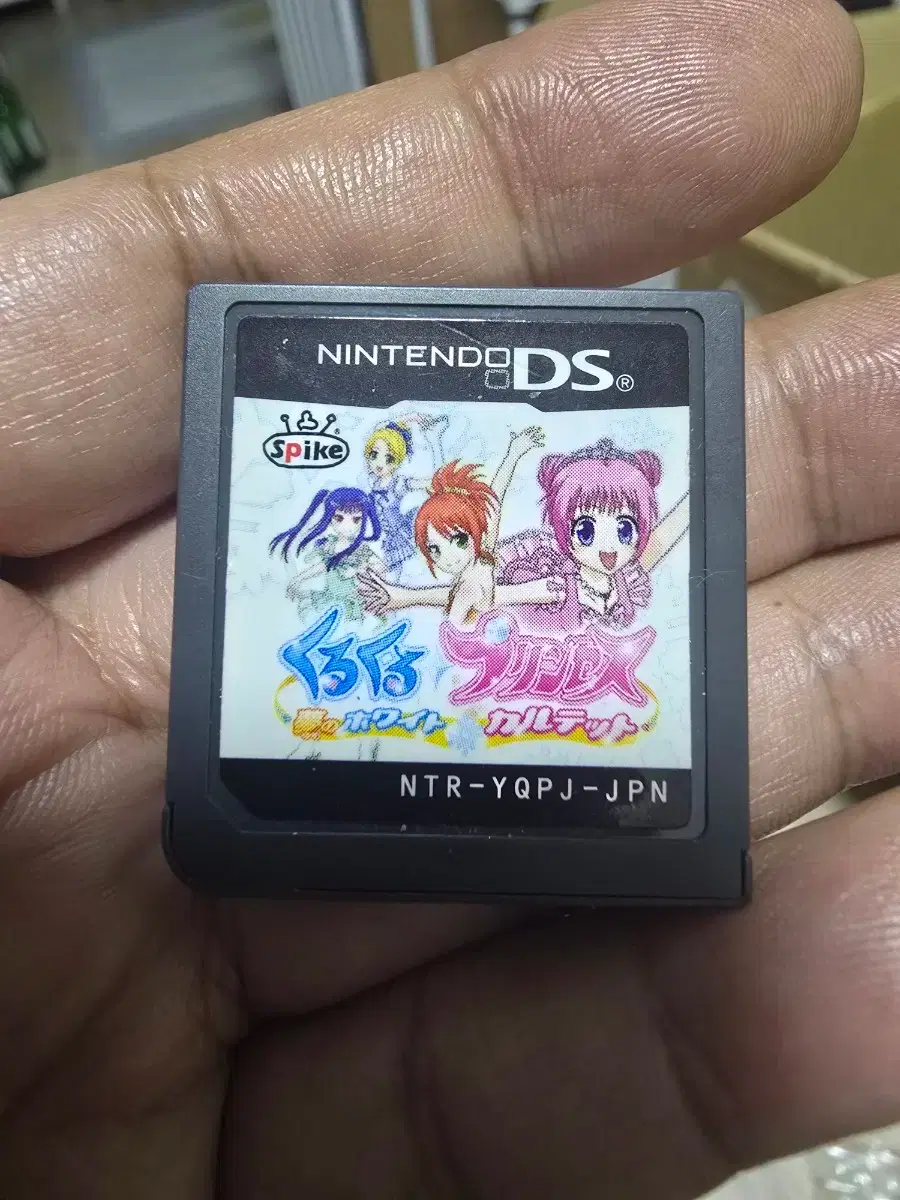 NINTENDO DS®
Spike®
くるくる プリンセス
夢のホワイト カルテット
NTR-YQPJ-JPN